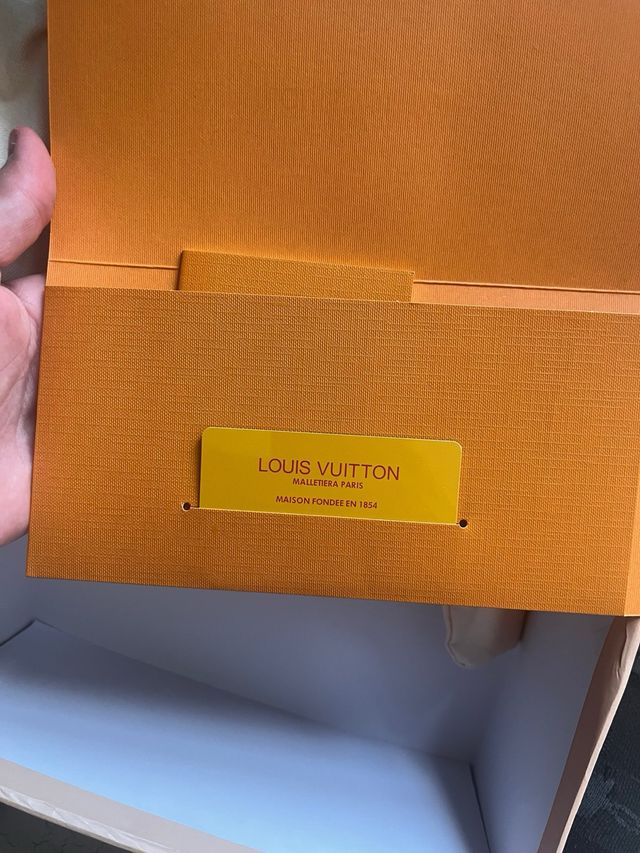 LOUIS VUITTON
MALLETIERA PARIS
MAISON FONDEE EN 1854